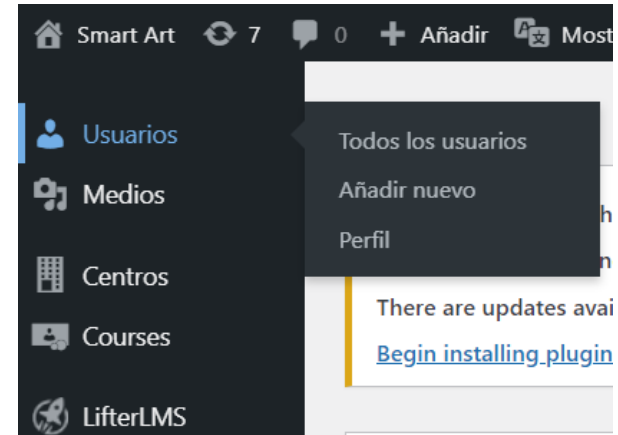 Smart Art 7 0 + Añadir Most
Usuarios
Todos los usuarios
Añadir nuevo
Perfil
Medios
Centros
Courses
LifterLMS
h
n
There are updates avai
Begin installing plugin